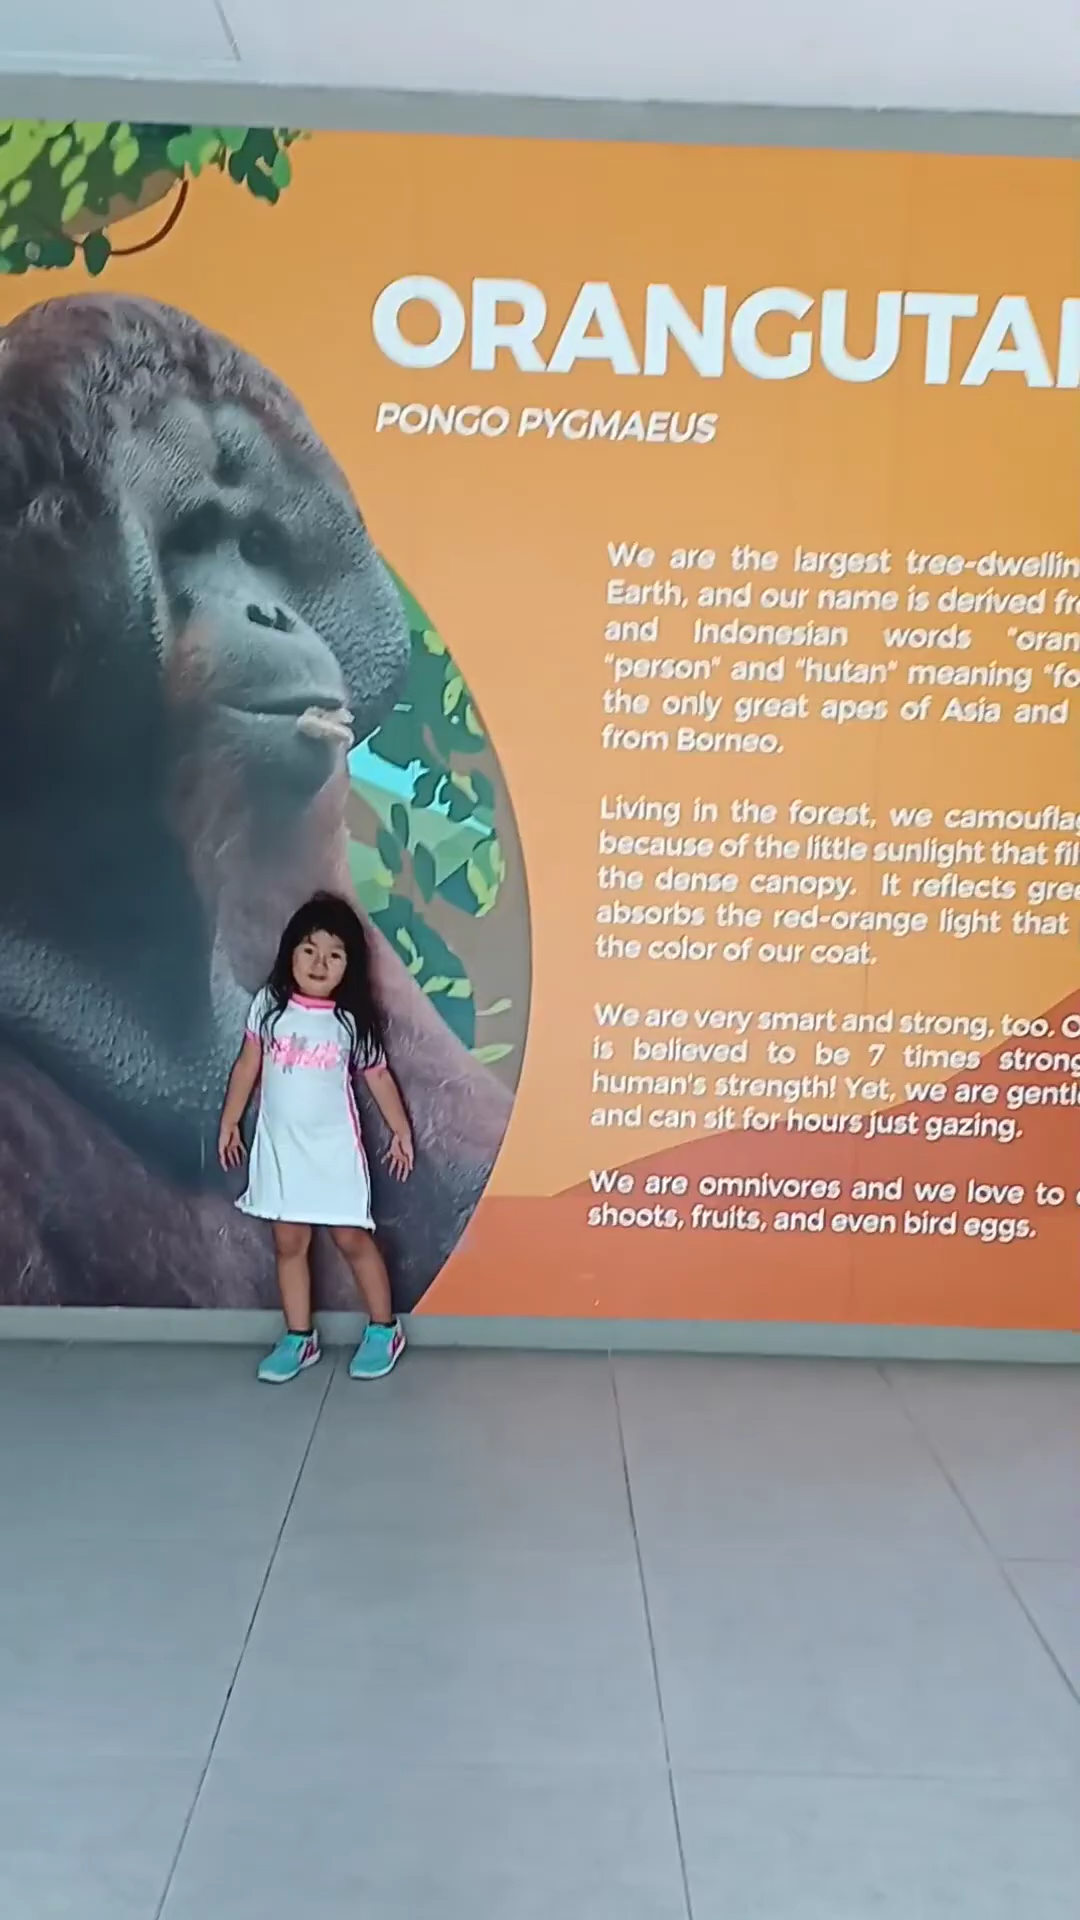 ORANGUTA
PONGO PYGMAEUS
We are the largest tree-dwellin
Earth, and our name is derived fr
and Indonesian words "oran
"person" and "hutan" meaning "fo
the only great apes of Asia and
from Borneo.
Living in the forest, we camoufla
because of the little sunlight that fil
the dense canopy. It reflects gree
absorbs the red-orange light that
the color of our coat.
We are very smart and strong, too. O
is believed to be 7 times strong
human's strength! Yet, we are gentl
and can sit for hours just gazing.
We are omnivores and we love to
shoots, fruits, and even bird eggs.